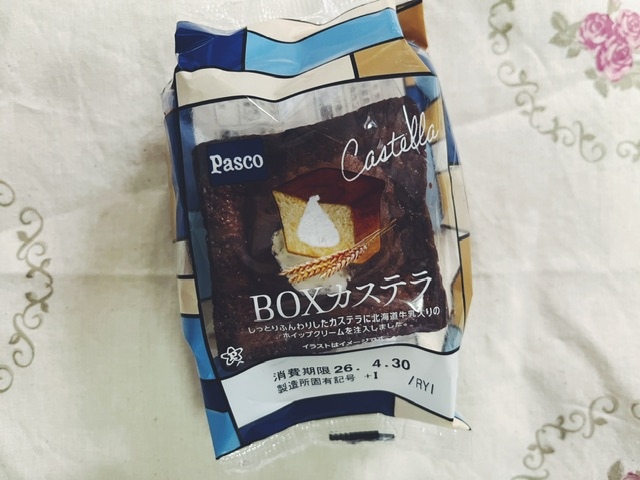 Pasco
Castella
BOXカステラ
しっとりふんわりしたカステラに北海道牛乳入りの
ホイップクリームを注入しました。
イラストはイメージです
消費期限 26. 4.30
製造所固有記号 +I /RY1